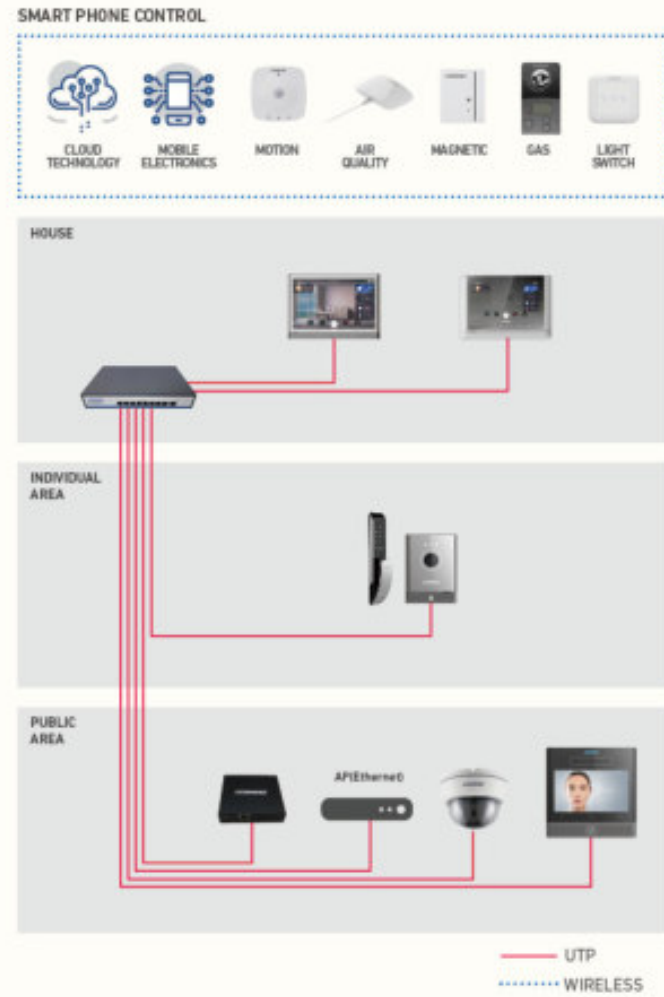 SMART PHONE CONTROL
CLOUD
TECHNOLOGY
MOBILE
ELECTRONICS
MOTION
AIR
QUALITY
MAGNETIC
GAS
LIGHT
SWITCH
HOUSE
INDIVIDUAL
AREA
PUBLIC
AREA
AP(Ethernet)
UTP
WIRELESS